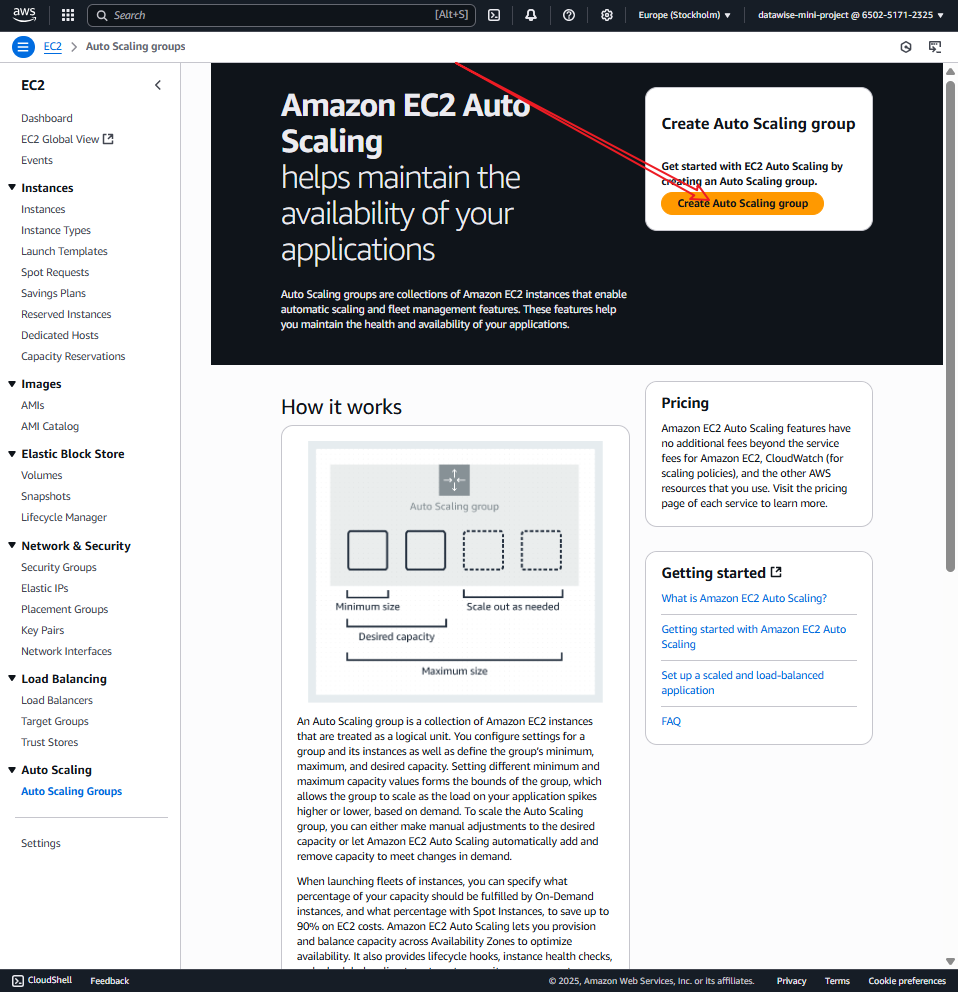 aws
Search
[Alt+S]
Europe (Stockholm) ▼
datawise-mini-project @ 6502-5171-2325 ▼
EC2
Auto Scaling groups
EC2
Dashboard
EC2 Global View
Events
Instances
Instances
Instance Types
Launch Templates
Spot Requests
Savings Plans
Reserved Instances
Dedicated Hosts
Capacity Reservations
Images
AMIs
AMI Catalog
Elastic Block Store
Volumes
Snapshots
Lifecycle Manager
Network & Security
Security Groups
Elastic IPs
Placement Groups
Key Pairs
Network Interfaces
Load Balancing
Load Balancers
Target Groups
Trust Stores
Auto Scaling
Auto Scaling Groups
Settings
Amazon EC2 Auto
Scaling
helps maintain the
availability of your
applications
Auto Scaling groups are collections of Amazon EC2 instances that enable
automatic scaling and fleet management features. These features help
you maintain the health and availability of your applications.
Create Auto Scaling group
Get started with EC2 Auto Scaling by
creating an Auto Scaling group.
Create Auto Scaling group
How it works
Auto Scaling group
Minimum size
Scale out as needed
Desired capacity
Maximum size
An Auto Scaling group is a collection of Amazon EC2 instances
that are treated as a logical unit. You configure settings for a
group and its instances as well as define the group's minimum,
maximum, and desired capacity. Setting different minimum and
maximum capacity values forms the bounds of the group, which
allows the group to scale as the load on your application spikes
higher or lower, based on demand. To scale the Auto Scaling
group, you can either make manual adjustments to the desired
capacity or let Amazon EC2 Auto Scaling automatically add and
remove capacity to meet changes in demand.
When launching fleets of instances, you can specify what
percentage of your capacity should be fulfilled by On-Demand
instances, and what percentage with Spot Instances, to save up to
90% on EC2 costs. Amazon EC2 Auto Scaling lets you provision
and balance capacity across Availability Zones to optimize
availability. It also provides lifecycle hooks, instance health checks,
Pricing
Amazon EC2 Auto Scaling features have
no additional fees beyond the service
fees for Amazon EC2, CloudWatch (for
scaling policies), and the other AWS
resources that you use. Visit the pricing
page of each service to learn more.
Getting started
What is Amazon EC2 Auto Scaling?
Getting started with Amazon EC2 Auto
Scaling
Set up a scaled and load-balanced
application
FAQ
CloudShell
Feedback
© 2025, Amazon Web Services, Inc. or its affiliates.
Privacy
Terms
Cookie preferences